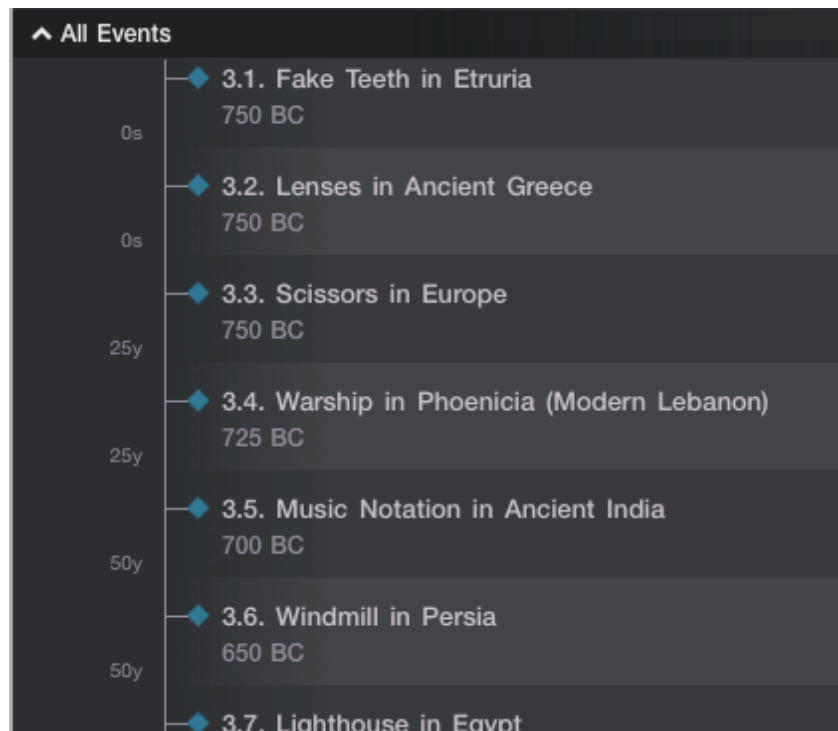 All Events
3.1. Fake Teeth in Etruria
750 BC
0s
3.2. Lenses in Ancient Greece
750 BC
0s
3.3. Scissors in Europe
750 BC
25y
3.4. Warship in Phoenicia (Modern Lebanon)
725 BC
25y
3.5. Music Notation in Ancient India
700 BC
50y
3.6. Windmill in Persia
650 BC
50y
3.7. Lighthouse in Egypt